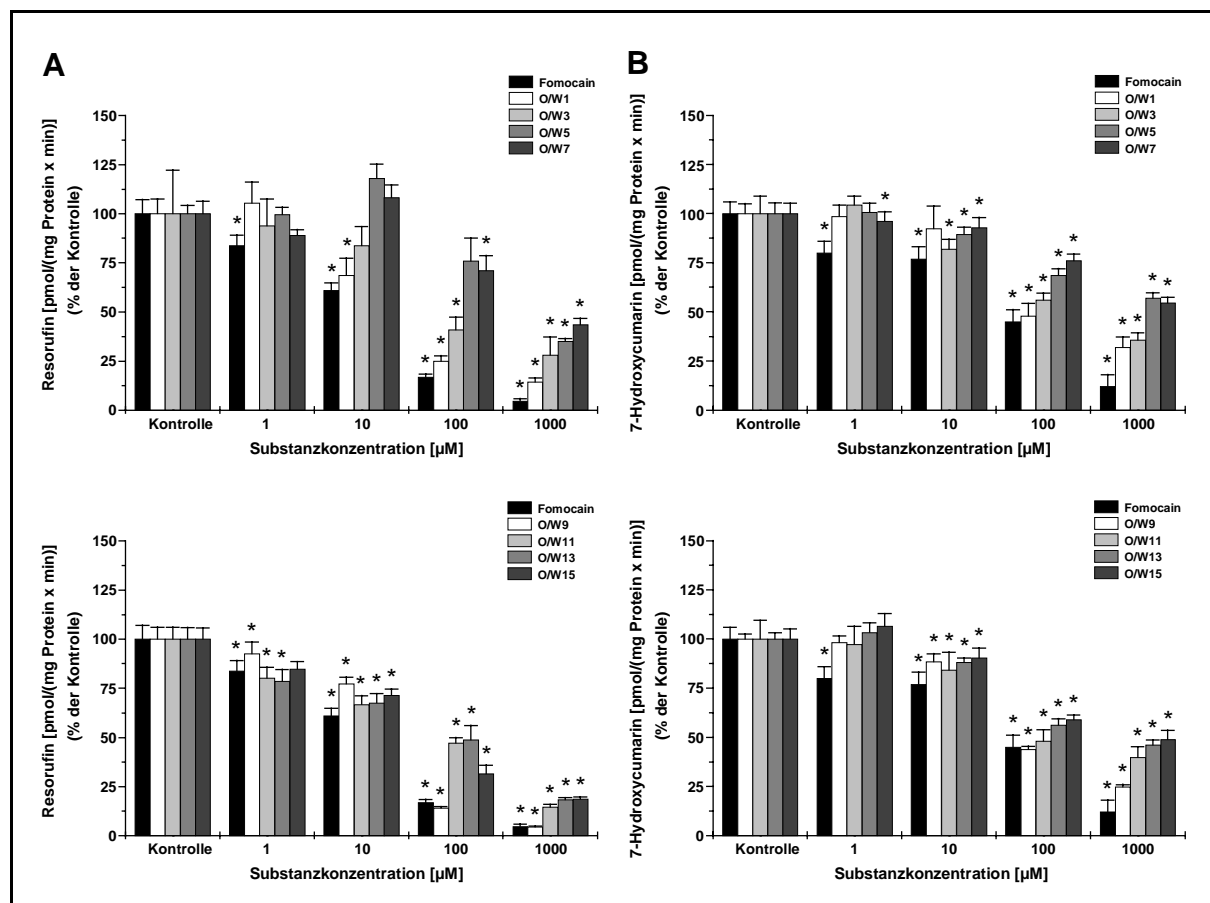 A
Fomocain
O/W1
O/W3
O/W5
O/W7
Resorufin [pmol/(mg Protein x min)]
(% der Kontrolle)
150
125
100
75
50
25
0
* * * * * * * * * * *
Kontrolle 1 10 100 1000
Substanzkonzentration [µM]
B
Fomocain
O/W1
O/W3
O/W5
O/W7
7-Hydroxycumarin [pmol/(mg Protein x min)]
(% der Kontrolle)
150
125
100
75
50
25
0
* * * * * * * * * * * * * * * *
Kontrolle 1 10 100 1000
Substanzkonzentration [µM]
Fomocain
O/W9
O/W11
O/W13
O/W15
Resorufin [pmol/(mg Protein x min)]
(% der Kontrolle)
150
125
100
75
50
25
0
* * * * * * * * * * * * * * * * * * *
Kontrolle 1 10 100 1000
Substanzkonzentration [µM]
Fomocain
O/W9
O/W11
O/W13
O/W15
7-Hydroxycumarin [pmol/(mg Protein x min)]
(% der Kontrolle)
150
125
100
75
50
25
0
* * * * * * * * * * * * * * * *
Kontrolle 1 10 100 1000
Substanzkonzentration [µM]